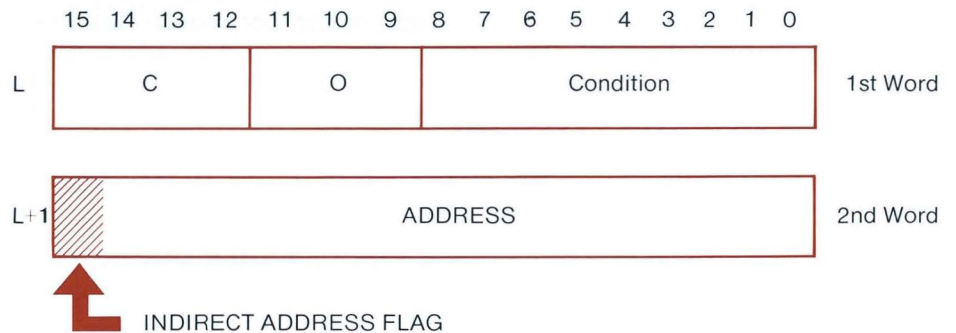 15 14 13 12 11 10 9 8 7 6 5 4 3 2 1 0
L C O Condition 1st Word
L+1 ADDRESS 2nd Word
INDIRECT ADDRESS FLAG